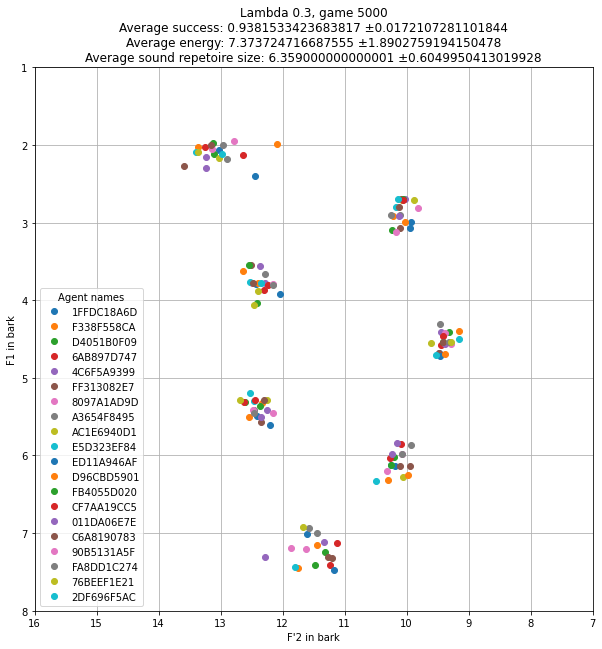 Lambda 0.3, game 5000
Average success: 0.9381533423683817 ±0.0172107281101844
Average energy: 7.373724716687555 ±1.8902759194150478
Average sound repetoire size: 6.359000000000001 ±0.6049950413019928
1
2
3
4
5
6
7
8
F1 in bark
Agent names
1FFDC18A6D
F338F558CA
D4051B0F09
6AB897D747
4C6F5A9399
FF313082E7
8097A1AD9D
A3654F8495
AC1E6940D1
E5D323EF84
ED11A946AF
D96CBD5901
FB4055D020
CF7AA19CC5
011DA06E7E
C6A8190783
90B5131A5F
FA8DD1C274
76BEEF1E21
2DF696F5AC
16 15 14 13 12 11 10 9 8 7
F'2 in bark